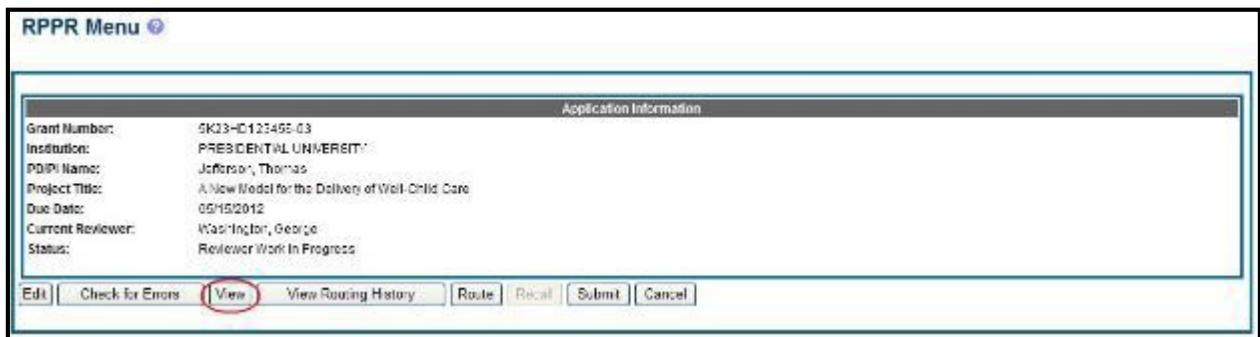 RPPR Menu ?
Application Information
Grant Number: 5K23HD123456-03
Institution: PRESIDENTIAL UNIVERSITY
PD/PI Name: Jefferson, Thomas
Project Title: A New Model for the Delivery of Well-Child Care
Due Date: 05/15/2012
Current Reviewer: Washington, George
Status: Reviewer Work in Progress
Edit Check for Errors View View Routing History Route Recall Submit Cancel